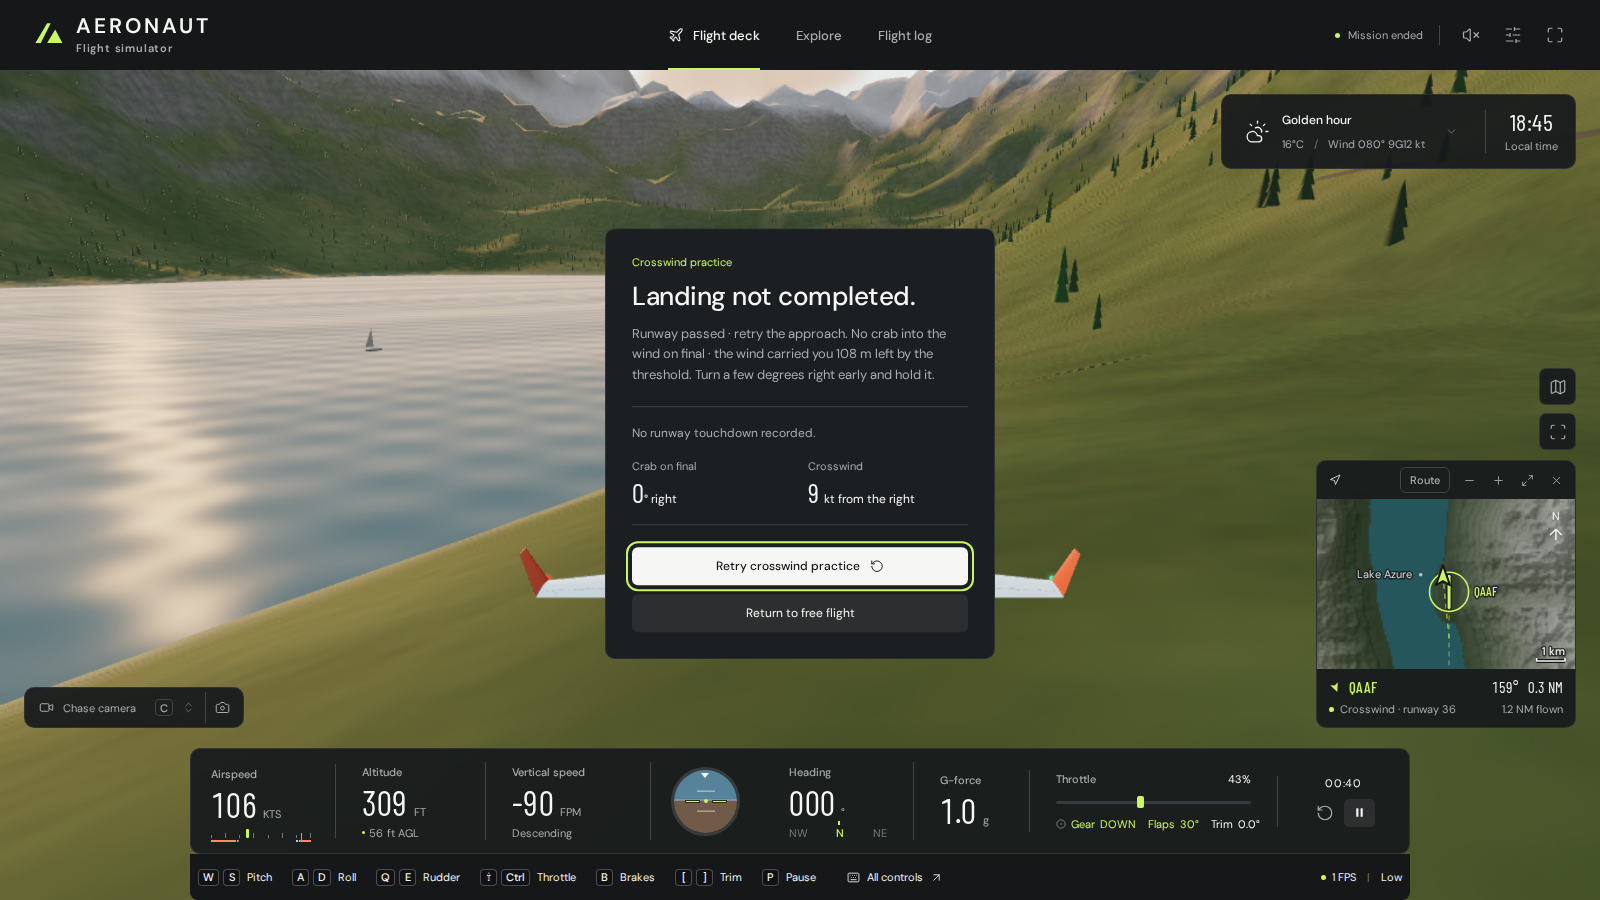 AERONAUT
Flight simulator
Flight deck
Explore
Flight log
Mission ended
Golden hour
16°C / Wind 080° 9G12 kt
18:45
Local time
Crosswind practice
Landing not completed.
Runway passed · retry the approach. No crab into the
wind on final · the wind carried you 108 m left by the
threshold. Turn a few degrees right early and hold it.
No runway touchdown recorded.
Crab on final
0° right
Crosswind
9 kt from the right
Retry crosswind practice
Return to free flight
Route
N
Lake Azure
QAAF
1 km
QAAF 159° 0.3 NM
Crosswind · runway 36 1.2 NM flown
Chase camera C
Airspeed
106 KTS
Altitude
309 FT
56 ft AGL
Vertical speed
-90 FPM
Descending
Heading
000°
NW N NE
G-force
1.0 g
Throttle 43%
Gear DOWN Flaps 30° Trim 0.0°
00:40
W S Pitch A D Roll Q E Rudder ⇧ Ctrl Throttle B Brakes [ ] Trim P Pause All controls ↗
1 FPS | Low